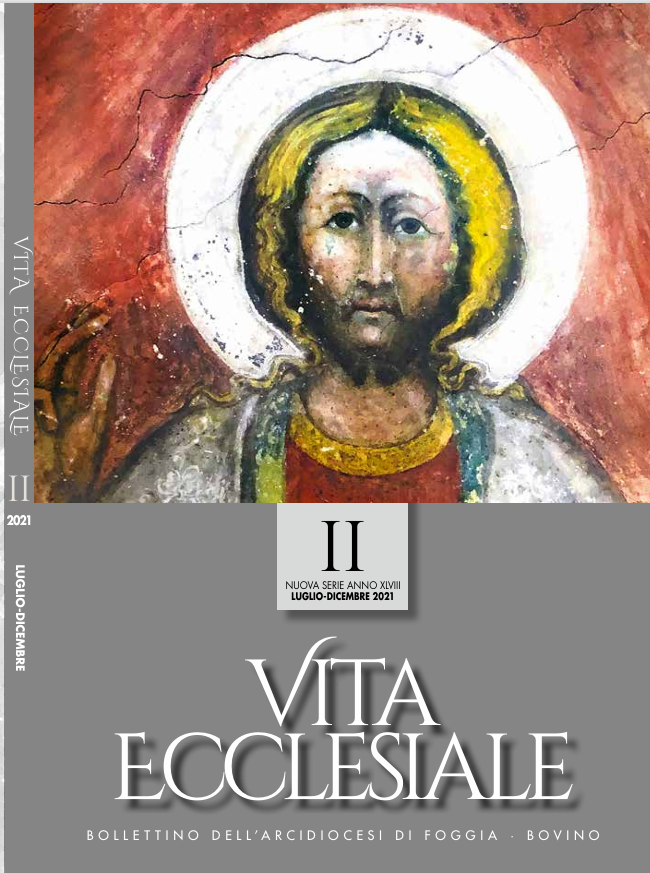 VITA ECCLESIALE
II
2021
LUGLIO-DICEMBRE
II
NUOVA SERIE ANNO XLVIII
LUGLIO-DICEMBRE 2021
VITA
ECCLESIALE
BOLLETTINO DELL'ARCIDIOCESI DI FOGGIA · BOVINO